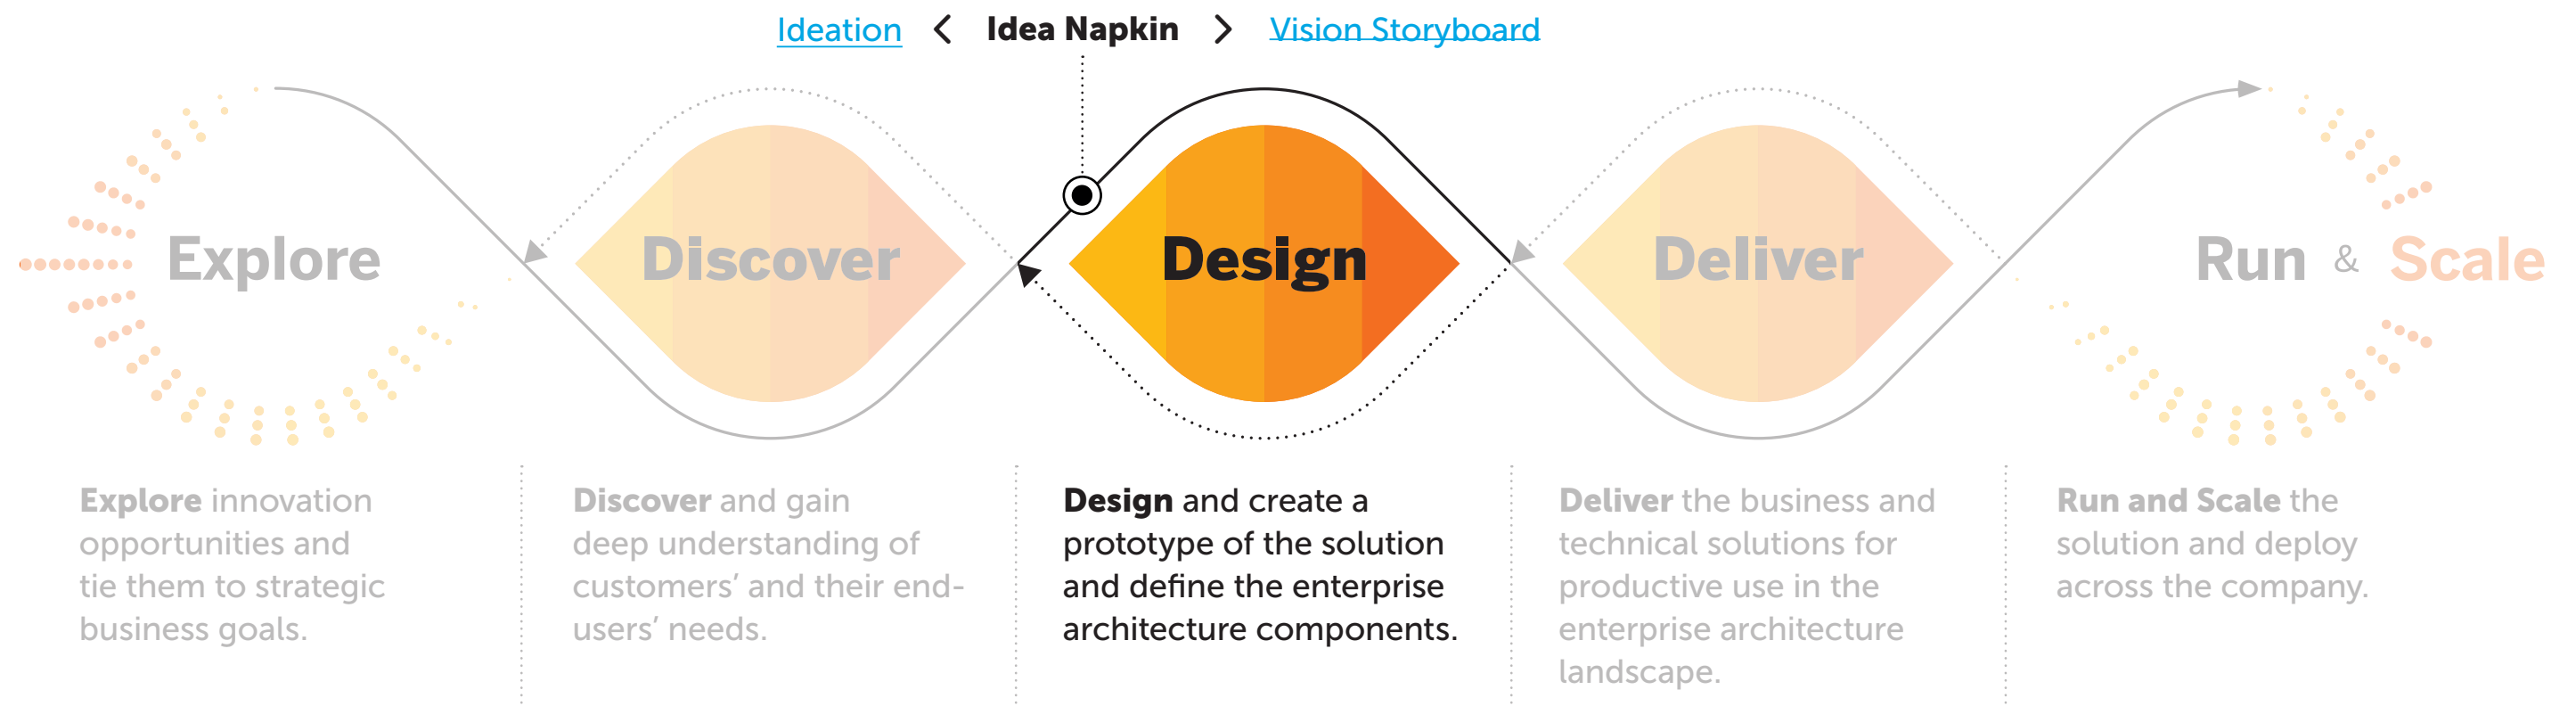 Ideation < Idea Napkin > Vision Storyboard
Explore
Discover
Design
Deliver
Run & Scale
Explore innovation
opportunities and
tie them to strategic
business goals.
Discover and gain
deep understanding of
customers’ and their end-
users’ needs.
Design and create a
prototype of the solution
and define the enterprise
architecture components.
Deliver the business and
technical solutions for
productive use in the
enterprise architecture
landscape.
Run and Scale the
solution and deploy
across the company.